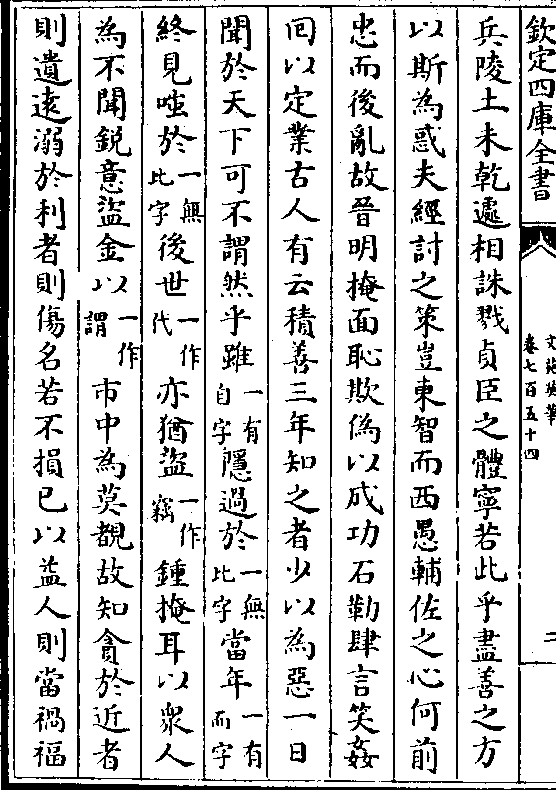 欽定四庫全書
文苑英華
卷七百五十四
二
兵陵土未乾遽相誅戮貞臣之體寧若此乎盡善之方
以斯為惑夫經討之策豈東智而西愚輔佐之心何前
忠而後亂故晉明掩面恥欺偽以成功石勒肆言笑姦
囘以定業古人有云積善三年知之者少以為惡一日
聞於天下可不謂然乎雖一有自字隱過於一無比字當年一有而字
終見嗤於一無比字後世一作代亦猶盜一作竊鍾掩耳以衆人
為不聞銳意盜金以一作謂市中為莫覩故知貪於近者
則遺逺溺於利者則傷名若不損已以益人則當禍福